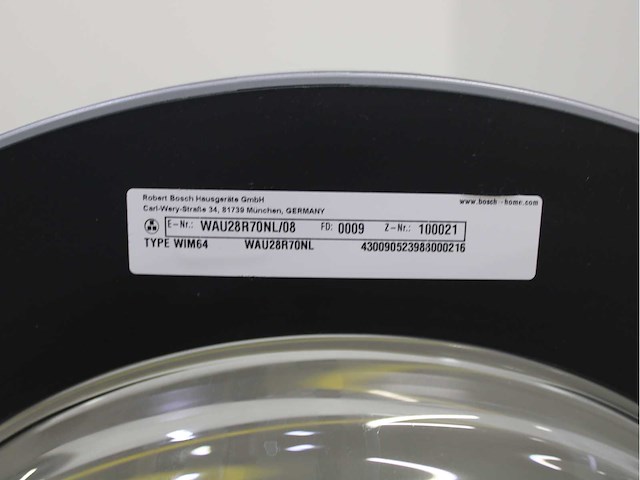 Robert Bosch Hausgeräte GmbH www.bosch-home.com
Carl-Wery-Straße 34, 81739 München, GERMANY
E-Nr.: WAU28R70NL/08 FD: 0009 Z-Nr.: 100021
TYPE WIM64 WAU28R70NL 430090523988000216